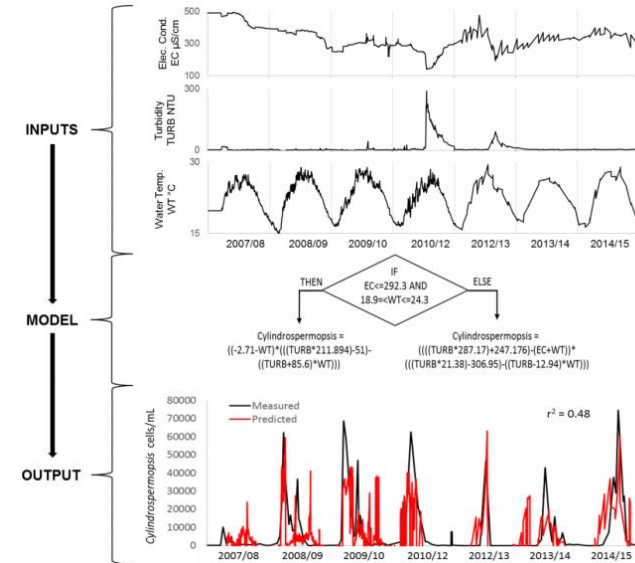 500
Elec. Cond.
EC µS/cm
100
300
Turbidity
TURB NTU
0
30
Water Temp.
WT °C
15
2007/08 2008/09 2009/10 2010/12 2012/13 2013/14 2014/15
INPUTS
MODEL
OUTPUT
IF
EC<=292.3 AND
18.9=<WT<=24.3
THEN
ELSE
Cylindrospermopsis =
((-2.71-WT)*(((TURB*211.894)-51)-
((TURB+85.6)*WT)))
Cylindrospermopsis =
((((TURB*287.17)+247.176)-(EC+WT))*
(((TURB*21.38)-306.95)-((TURB-12.94)*WT)))
Cylindrospermopsis cells/mL
80000
70000
60000
50000
40000
30000
20000
10000
0
Measured
Predicted
r² = 0.48
2007/08 2008/09 2009/10 2010/12 2012/13 2013/14 2014/15